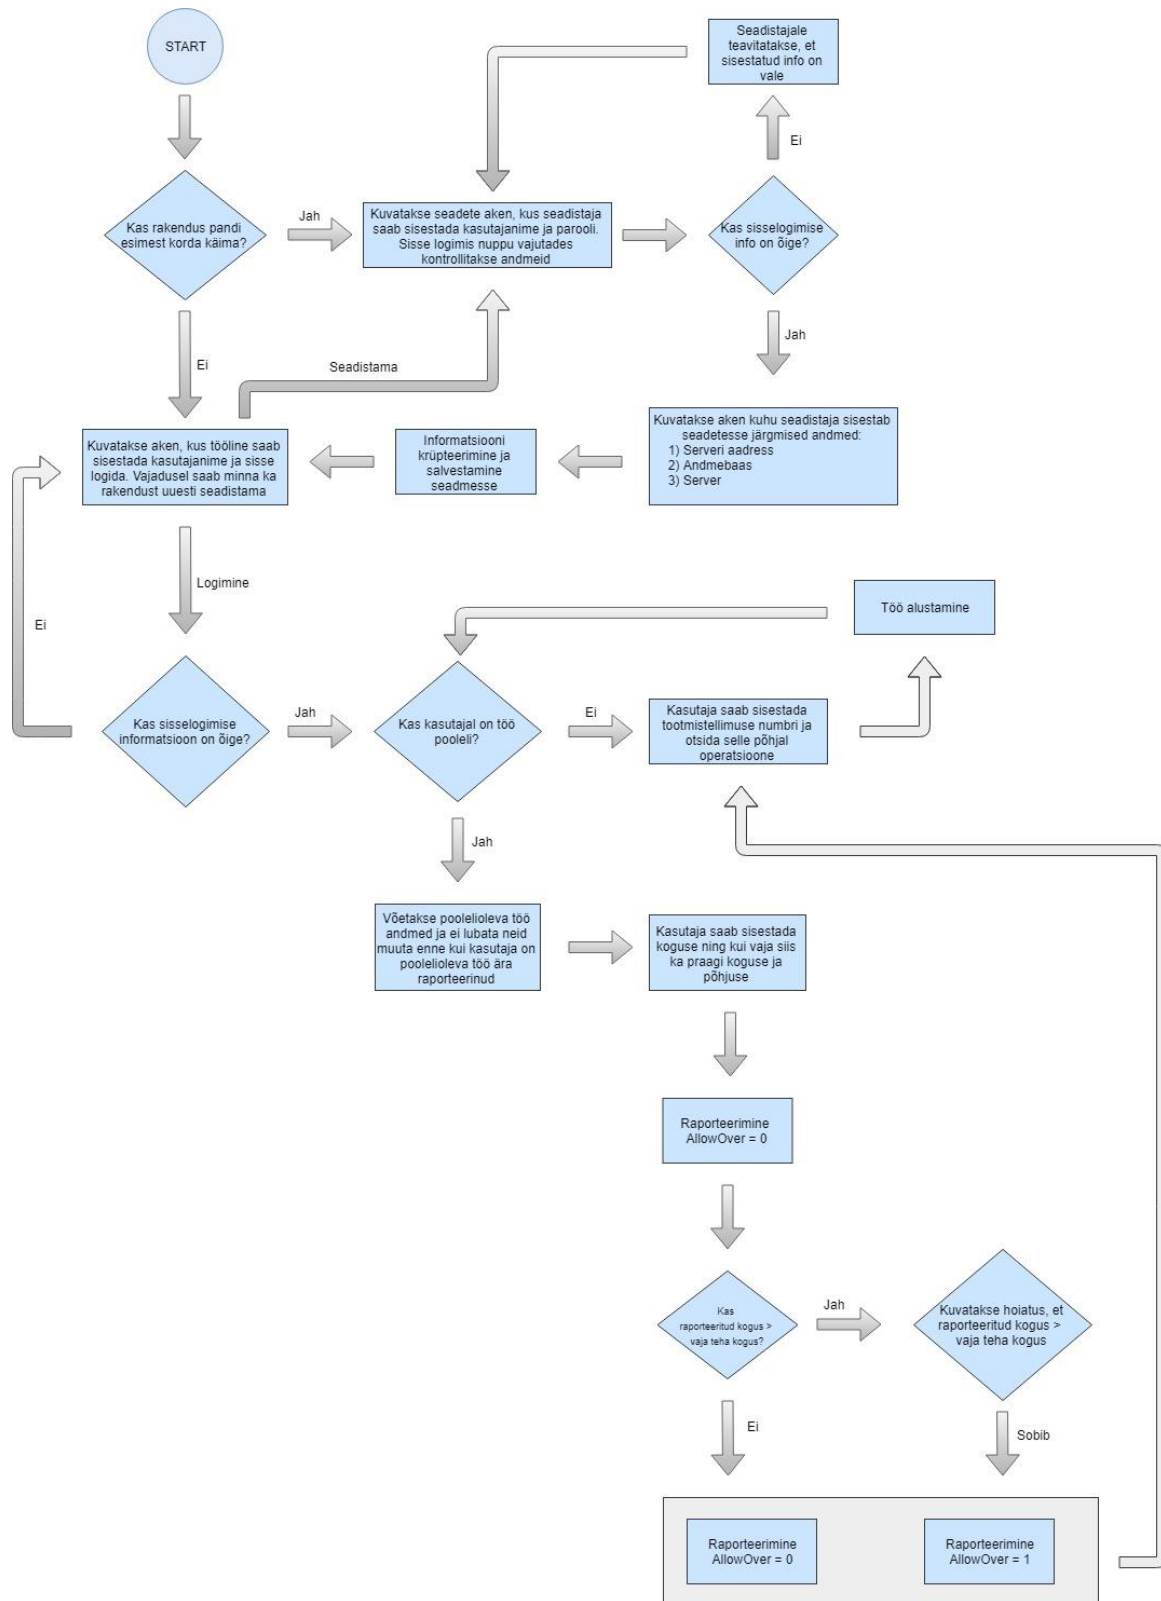 START
Seadistajale
teavitatakse, et
sisestatud info on
vale
Ei
Kas rakendus pandi
esimest korda käima?
Jah
Kuvatakse seadete aken, kus seadistaja
saab sisestada kasutajanime ja parooli.
Sisse logimis nuppu vajutades
kontrollitakse andmeid
Kas sisselogimise
info on õige?
Jah
Ei
Seadistama
Kuvatakse aken, kus tööline saab
sisestada kasutajanime ja sisse
logida. Vajadusel saab minna ka
rakendust uuesti seadistama
Informatsiooni
krüpteerimine ja
salvestamine
seadmesse
Kuvatakse aken kuhu seadistaja sisestab
seadetesse järgmised andmed:
1) Serveri aadress
2) Andmebaas
3) Server
Logimine
Ei
Töö alustamine
Kas sisselogimise
informatsioon on õige?
Jah
Kas kasutajal on töö
pooleli?
Ei
Kasutaja saab sisestada
tootmistellimuse numbri ja
otsida selle põhjal
operatsioone
Jah
Võetakse poolelioleva töö
andmed ja ei lubata neid
muuta enne kui kasutaja on
poolelioleva töö ära
raporteerinud
Kasutaja saab sisestada
koguse ning kui vaja siis
ka praagi koguse ja
põhjuse
Raporteerimine
AllowOver = 0
Kas
raporteeritud kogus >
vaja teha kogus?
Jah
Kuvatakse hoiatus, et
raporteeritud kogus >
vaja teha kogus
Ei
Sobib
Raporteerimine
AllowOver = 0
Raporteerimine
AllowOver = 1